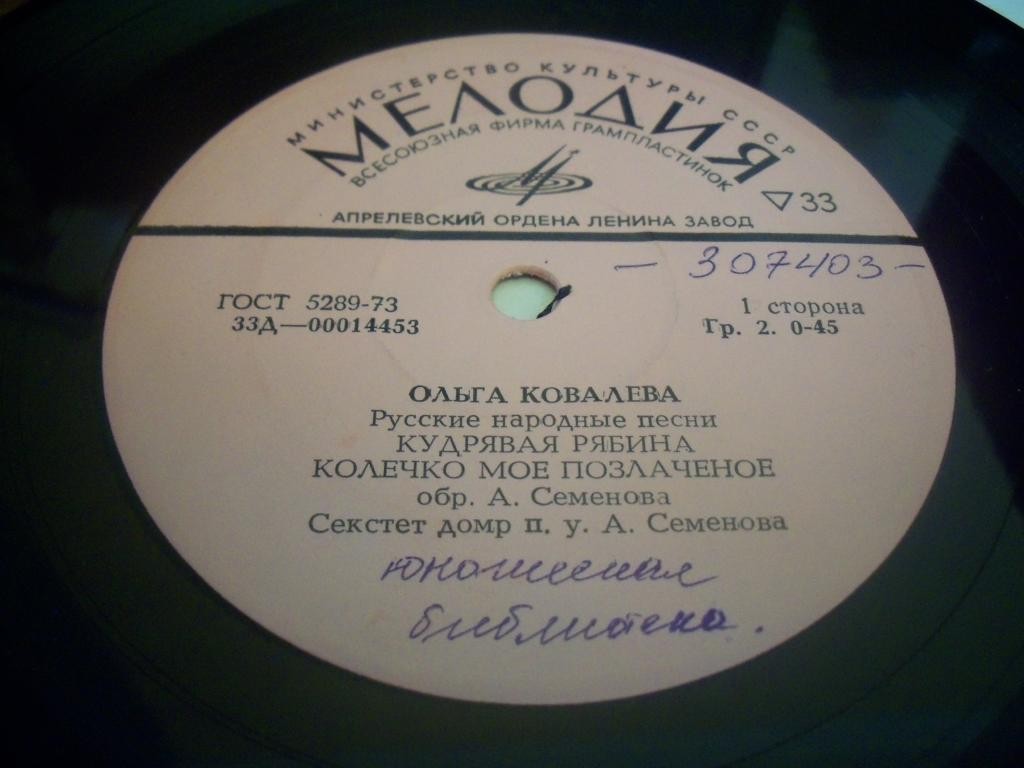 МИНИСТЕРСТВО КУЛЬТУРЫ СССР
МЕЛОДИЯ
ВСЕСОЮЗНАЯ ФИРМА ГРАМПЛАСТИНОК
▽33
АПРЕЛЕВСКИЙ ОРДЕНА ЛЕНИНА ЗАВОД
— 307403 —
ГОСТ 5289-73
33Д—00014453
1 сторона
Гр. 2. 0-45
ОЛЬГА КОВАЛЕВА
Русские народные песни
КУДРЯВАЯ РЯБИНА
КОЛЕЧКО МОЕ ПОЗЛАЧЕНОЕ
обр. А. Семенова
Секстет домр п. у. А. Семенова
юношеская
библиотека.